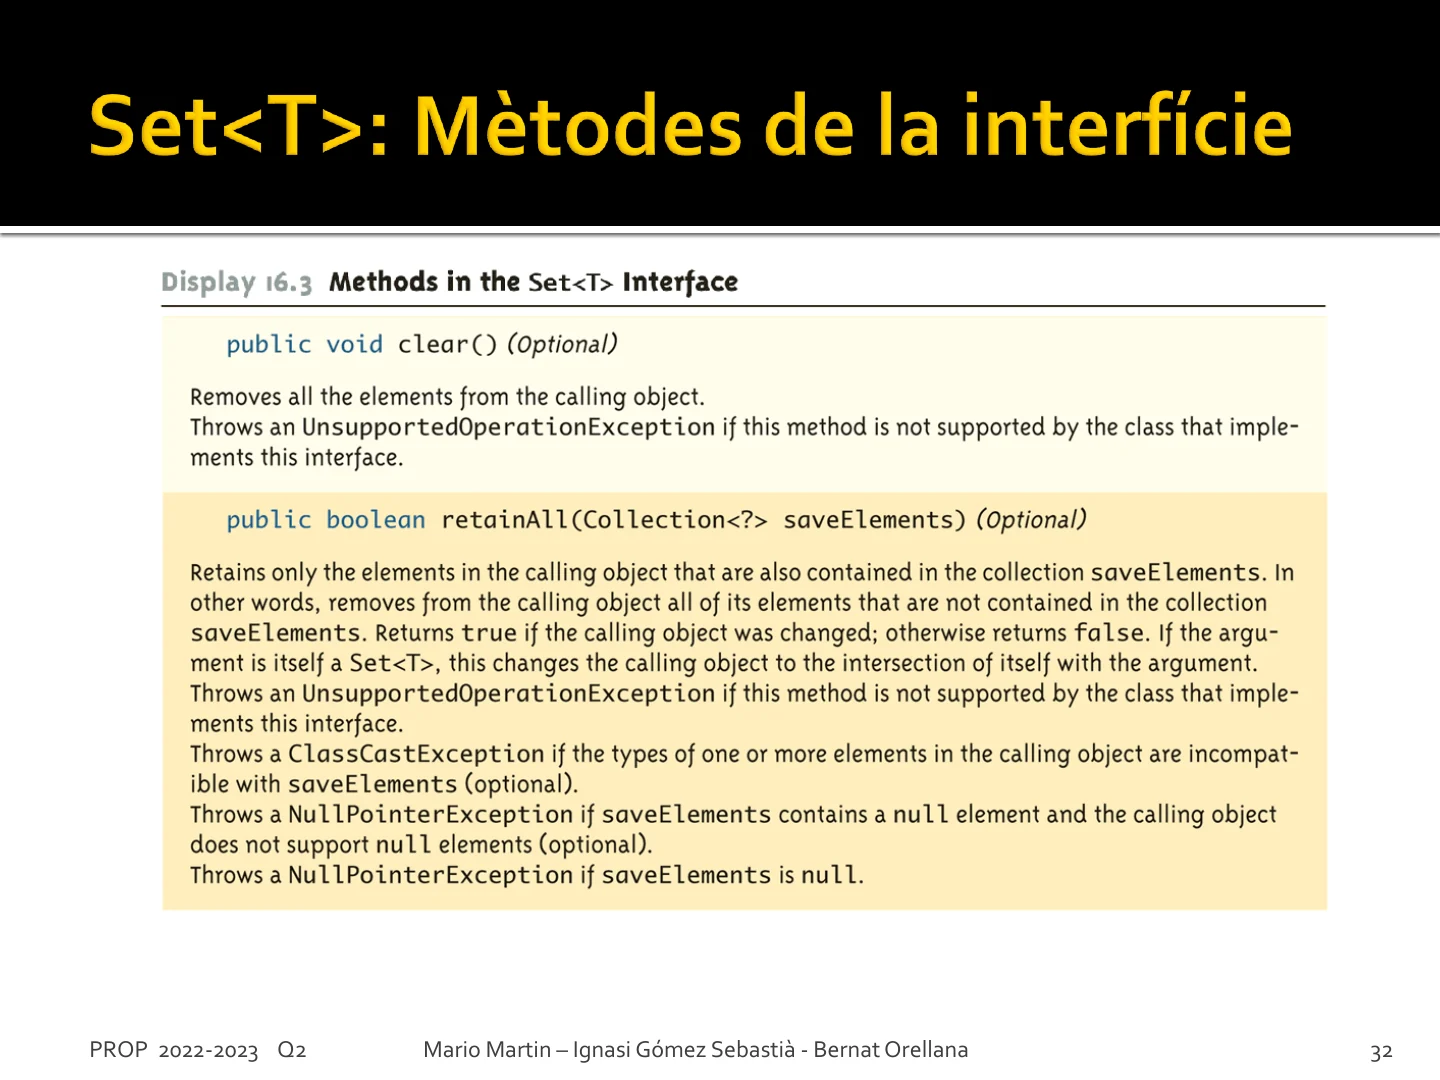 Set<T>: Mètodes de la interfície
Display 16.3 Methods in the Set<T> Interface
public void clear() (Optional)
Removes all the elements from the calling object.
Throws an UnsupportedOperationException if this method is not supported by the class that imple-
ments this interface.
public boolean retainAll(Collection<?> saveElements) (Optional)
Retains only the elements in the calling object that are also contained in the collection saveElements. In
other words, removes from the calling object all of its elements that are not contained in the collection
saveElements. Returns true if the calling object was changed; otherwise returns false. If the argu-
ment is itself a Set<T>, this changes the calling object to the intersection of itself with the argument.
Throws an UnsupportedOperationException if this method is not supported by the class that imple-
ments this interface.
Throws a ClassCastException if the types of one or more elements in the calling object are incompat-
ible with saveElements (optional).
Throws a NullPointerException if saveElements contains a null element and the calling object
does not support null elements (optional).
Throws a NullPointerException if saveElements is null.
PROP 2022-2023 Q2 Mario Martin – Ignasi Gómez Sebastià - Bernat Orellana 32